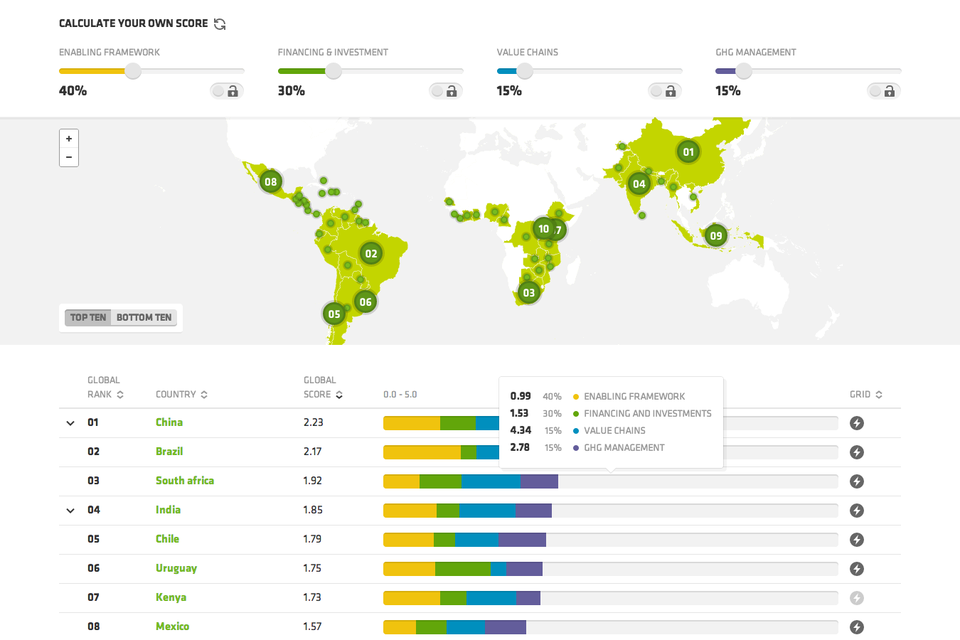 CALCULATE YOUR OWN SCORE
ENABLING FRAMEWORK FINANCING & INVESTMENT VALUE CHAINS GHG MANAGEMENT
40% 30% 15% 15%
+
−
01
08
04
10 7
09
02
03
06
05
TOP TEN BOTTOM TEN
GLOBAL RANK COUNTRY GLOBAL SCORE 0.0 - 5.0 GRID
0.99 40% ENABLING FRAMEWORK
1.53 30% FINANCING AND INVESTMENTS
4.34 15% VALUE CHAINS
2.78 15% GHG MANAGEMENT
01 China 2.23
02 Brazil 2.17
03 South africa 1.92
04 India 1.85
05 Chile 1.79
06 Uruguay 1.75
07 Kenya 1.73
08 Mexico 1.57